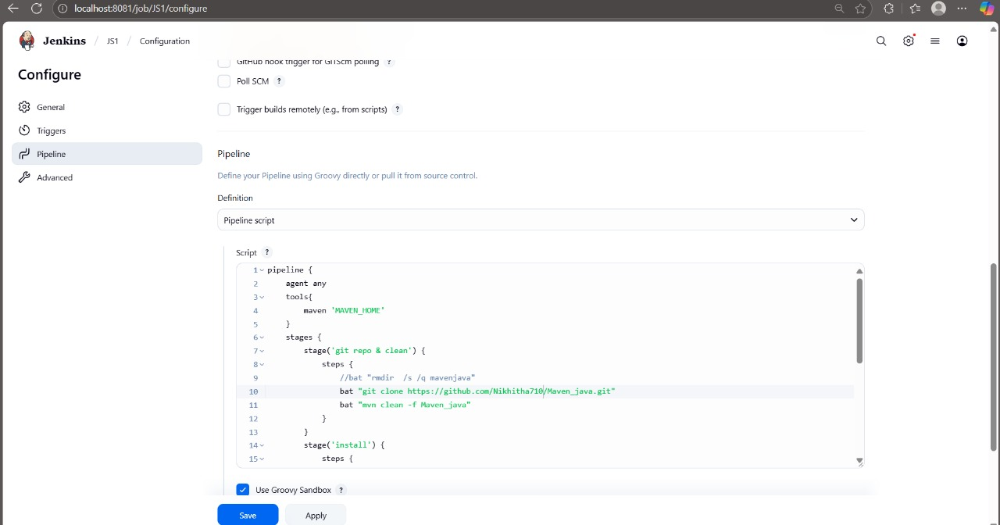 localhost:8081/job/JS1/configure
Jenkins / JS1 / Configuration
Configure
General
Triggers
Pipeline
Advanced
GitHub hook trigger for GITScm polling ?
Poll SCM ?
Trigger builds remotely (e.g., from scripts) ?
Pipeline
Define your Pipeline using Groovy directly or pull it from source control.
Definition
Pipeline script
Script ?
1 pipeline {
2 agent any
3 tools{
4 maven 'MAVEN_HOME'
5 }
6 stages {
7 stage('git repo & clean') {
8 steps {
9 //bat "rmdir  /s /q mavenjava"
10 bat "git clone https://github.com/Nikhitha710/Maven_java.git"
11 bat "mvn clean -f Maven_java"
12 }
13 }
14 stage('install') {
15 steps {
Use Groovy Sandbox ?
Save
Apply